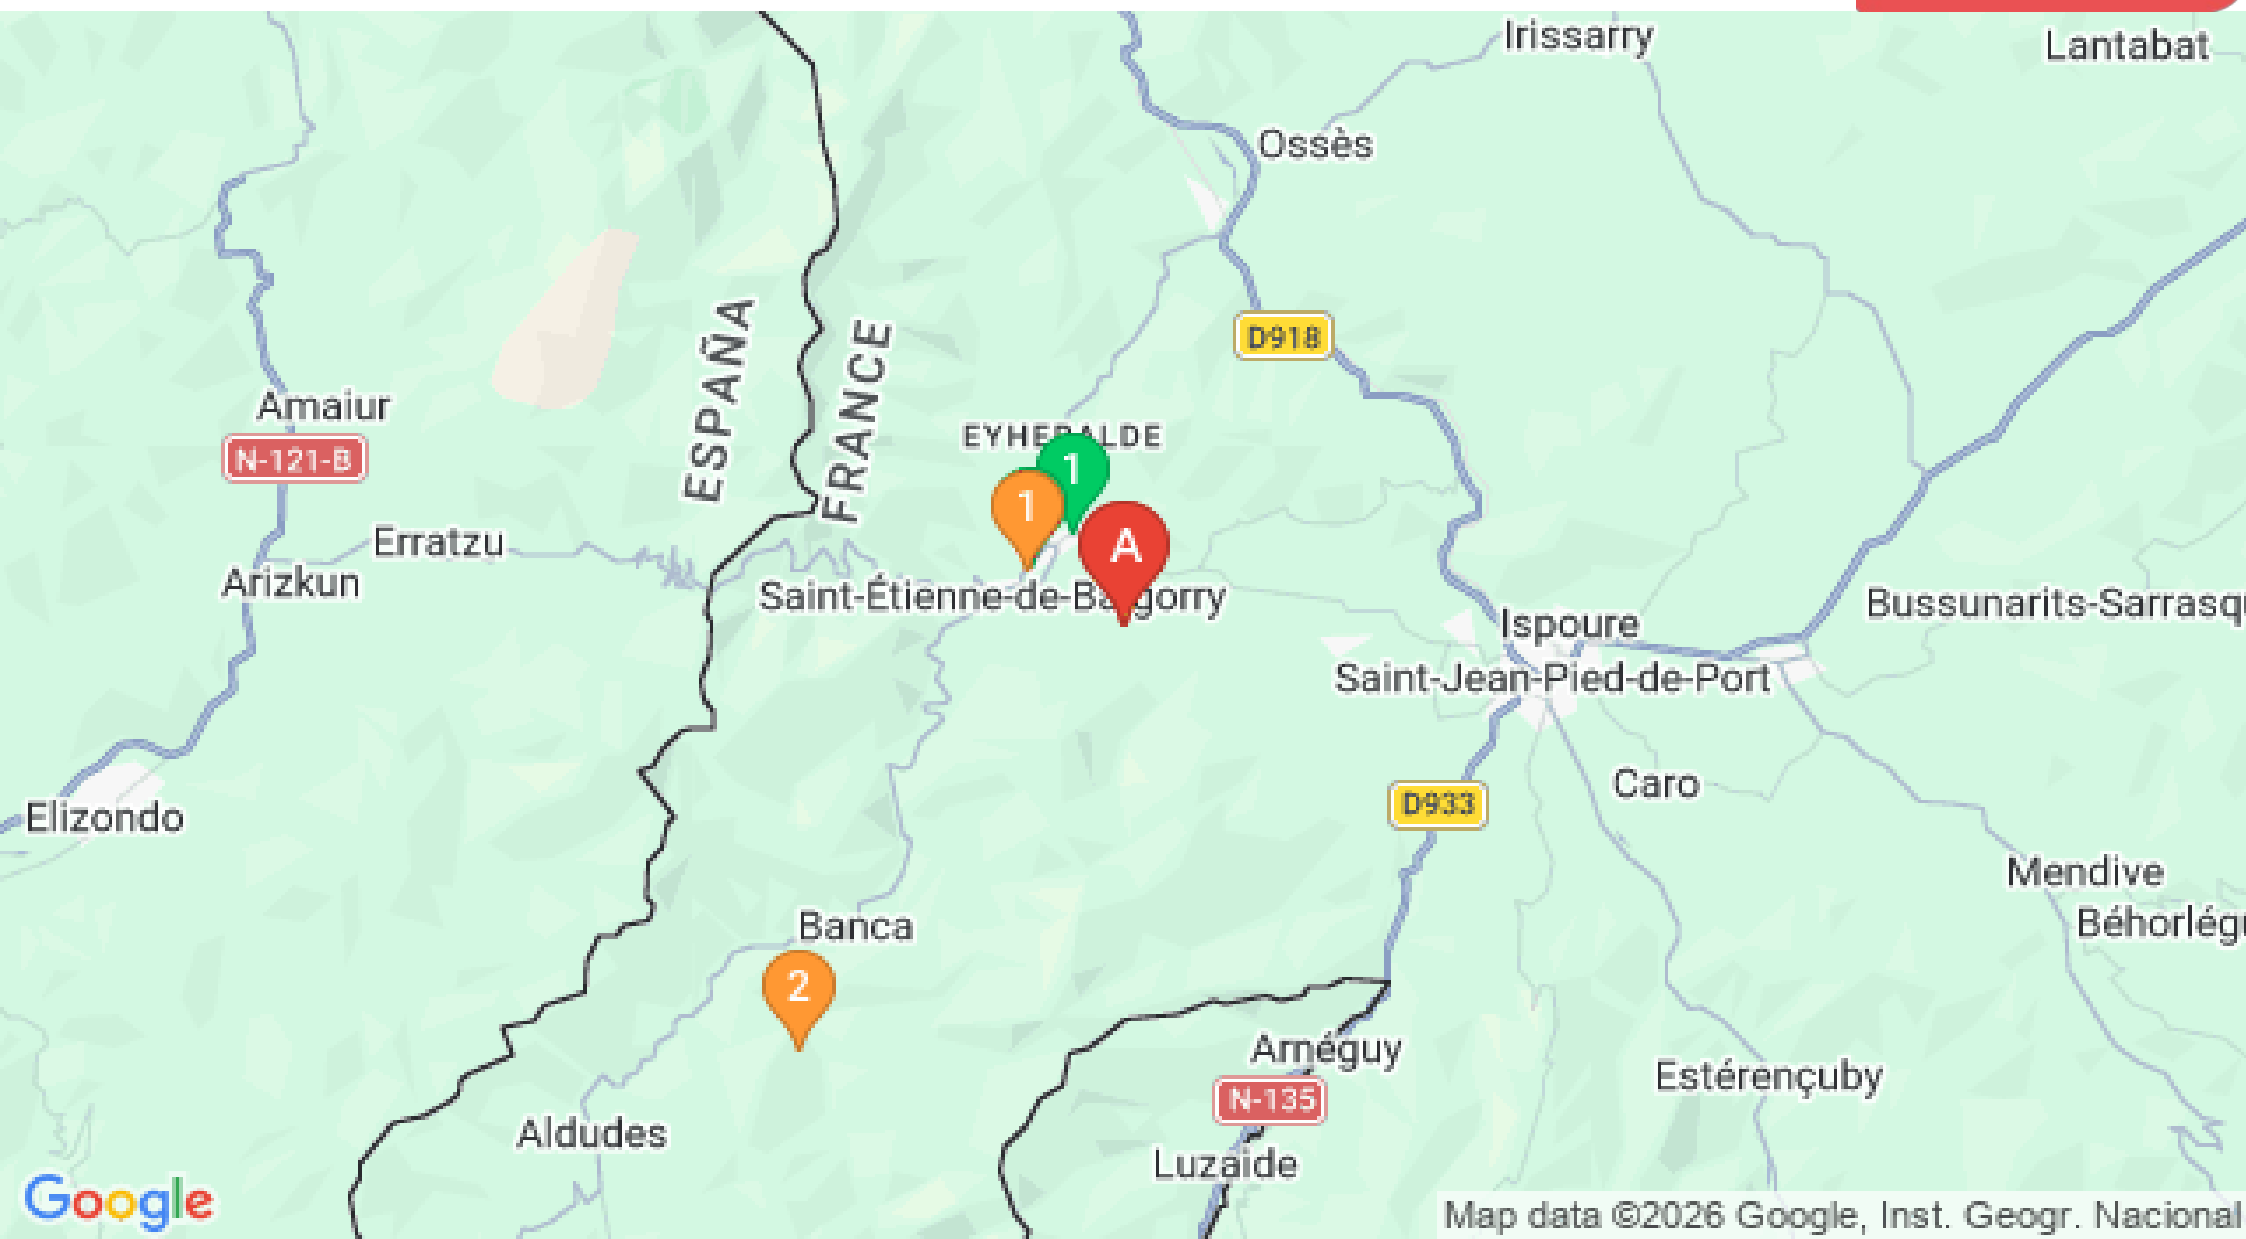 Irissarry
Lantabat
Ossès
D918
ESPAÑA
FRANCE
Amaiur
N-121-B
EYHERALDE
1
1
A
Erratzu
Arizkun
Saint-Étienne-de-Baïgorry
Bussunarits-Sarrasqu
Ispoure
Saint-Jean-Pied-de-Port
Caro
D933
Elizondo
Mendive
Béhorlégu
Banca
2
Arnéguy
Estérençuby
N-135
Aldudes
Luzaide
Google
Map data ©2026 Google, Inst. Geogr. Nacional